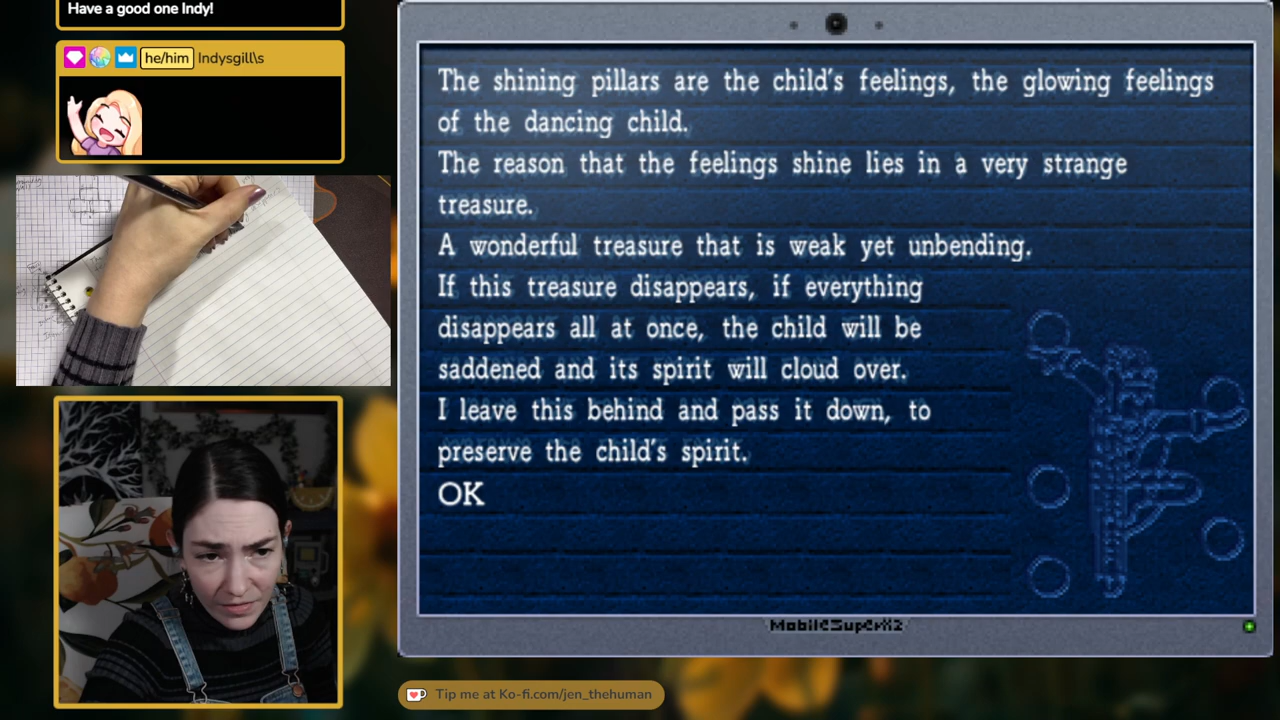 Have a good one Indy!
he/him Indysgill\s
The shining pillars are the child's feelings, the glowing feelings
of the dancing child.
The reason that the feelings shine lies in a very strange
treasure.
A wonderful treasure that is weak yet unbending.
If this treasure disappears, if everything
disappears all at once, the child will be
saddened and its spirit will cloud over.
I leave this behind and pass it down, to
preserve the child's spirit.
OK
MobileSuperX2
Tip me at Ko-fi.com/jen_thehuman